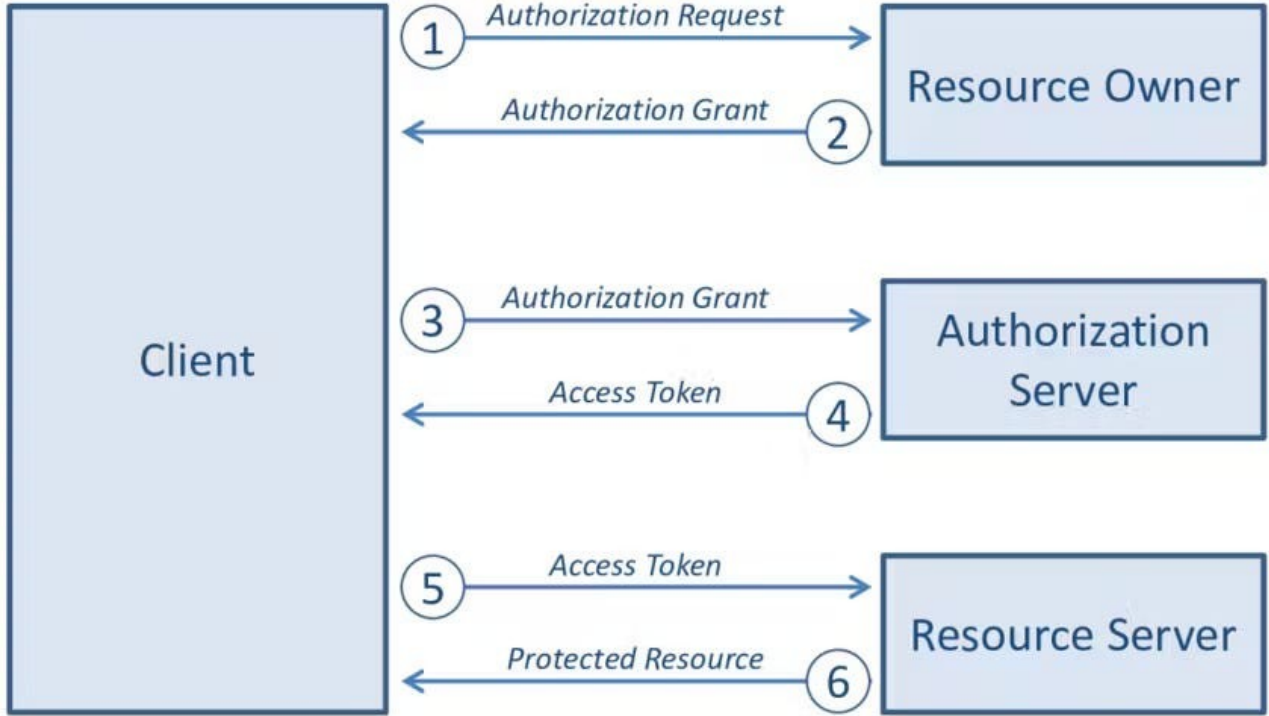 Client
1
Authorization Request
Resource Owner
Authorization Grant
2
3
Authorization Grant
Authorization
Server
Access Token
4
5
Access Token
Resource Server
Protected Resource
6